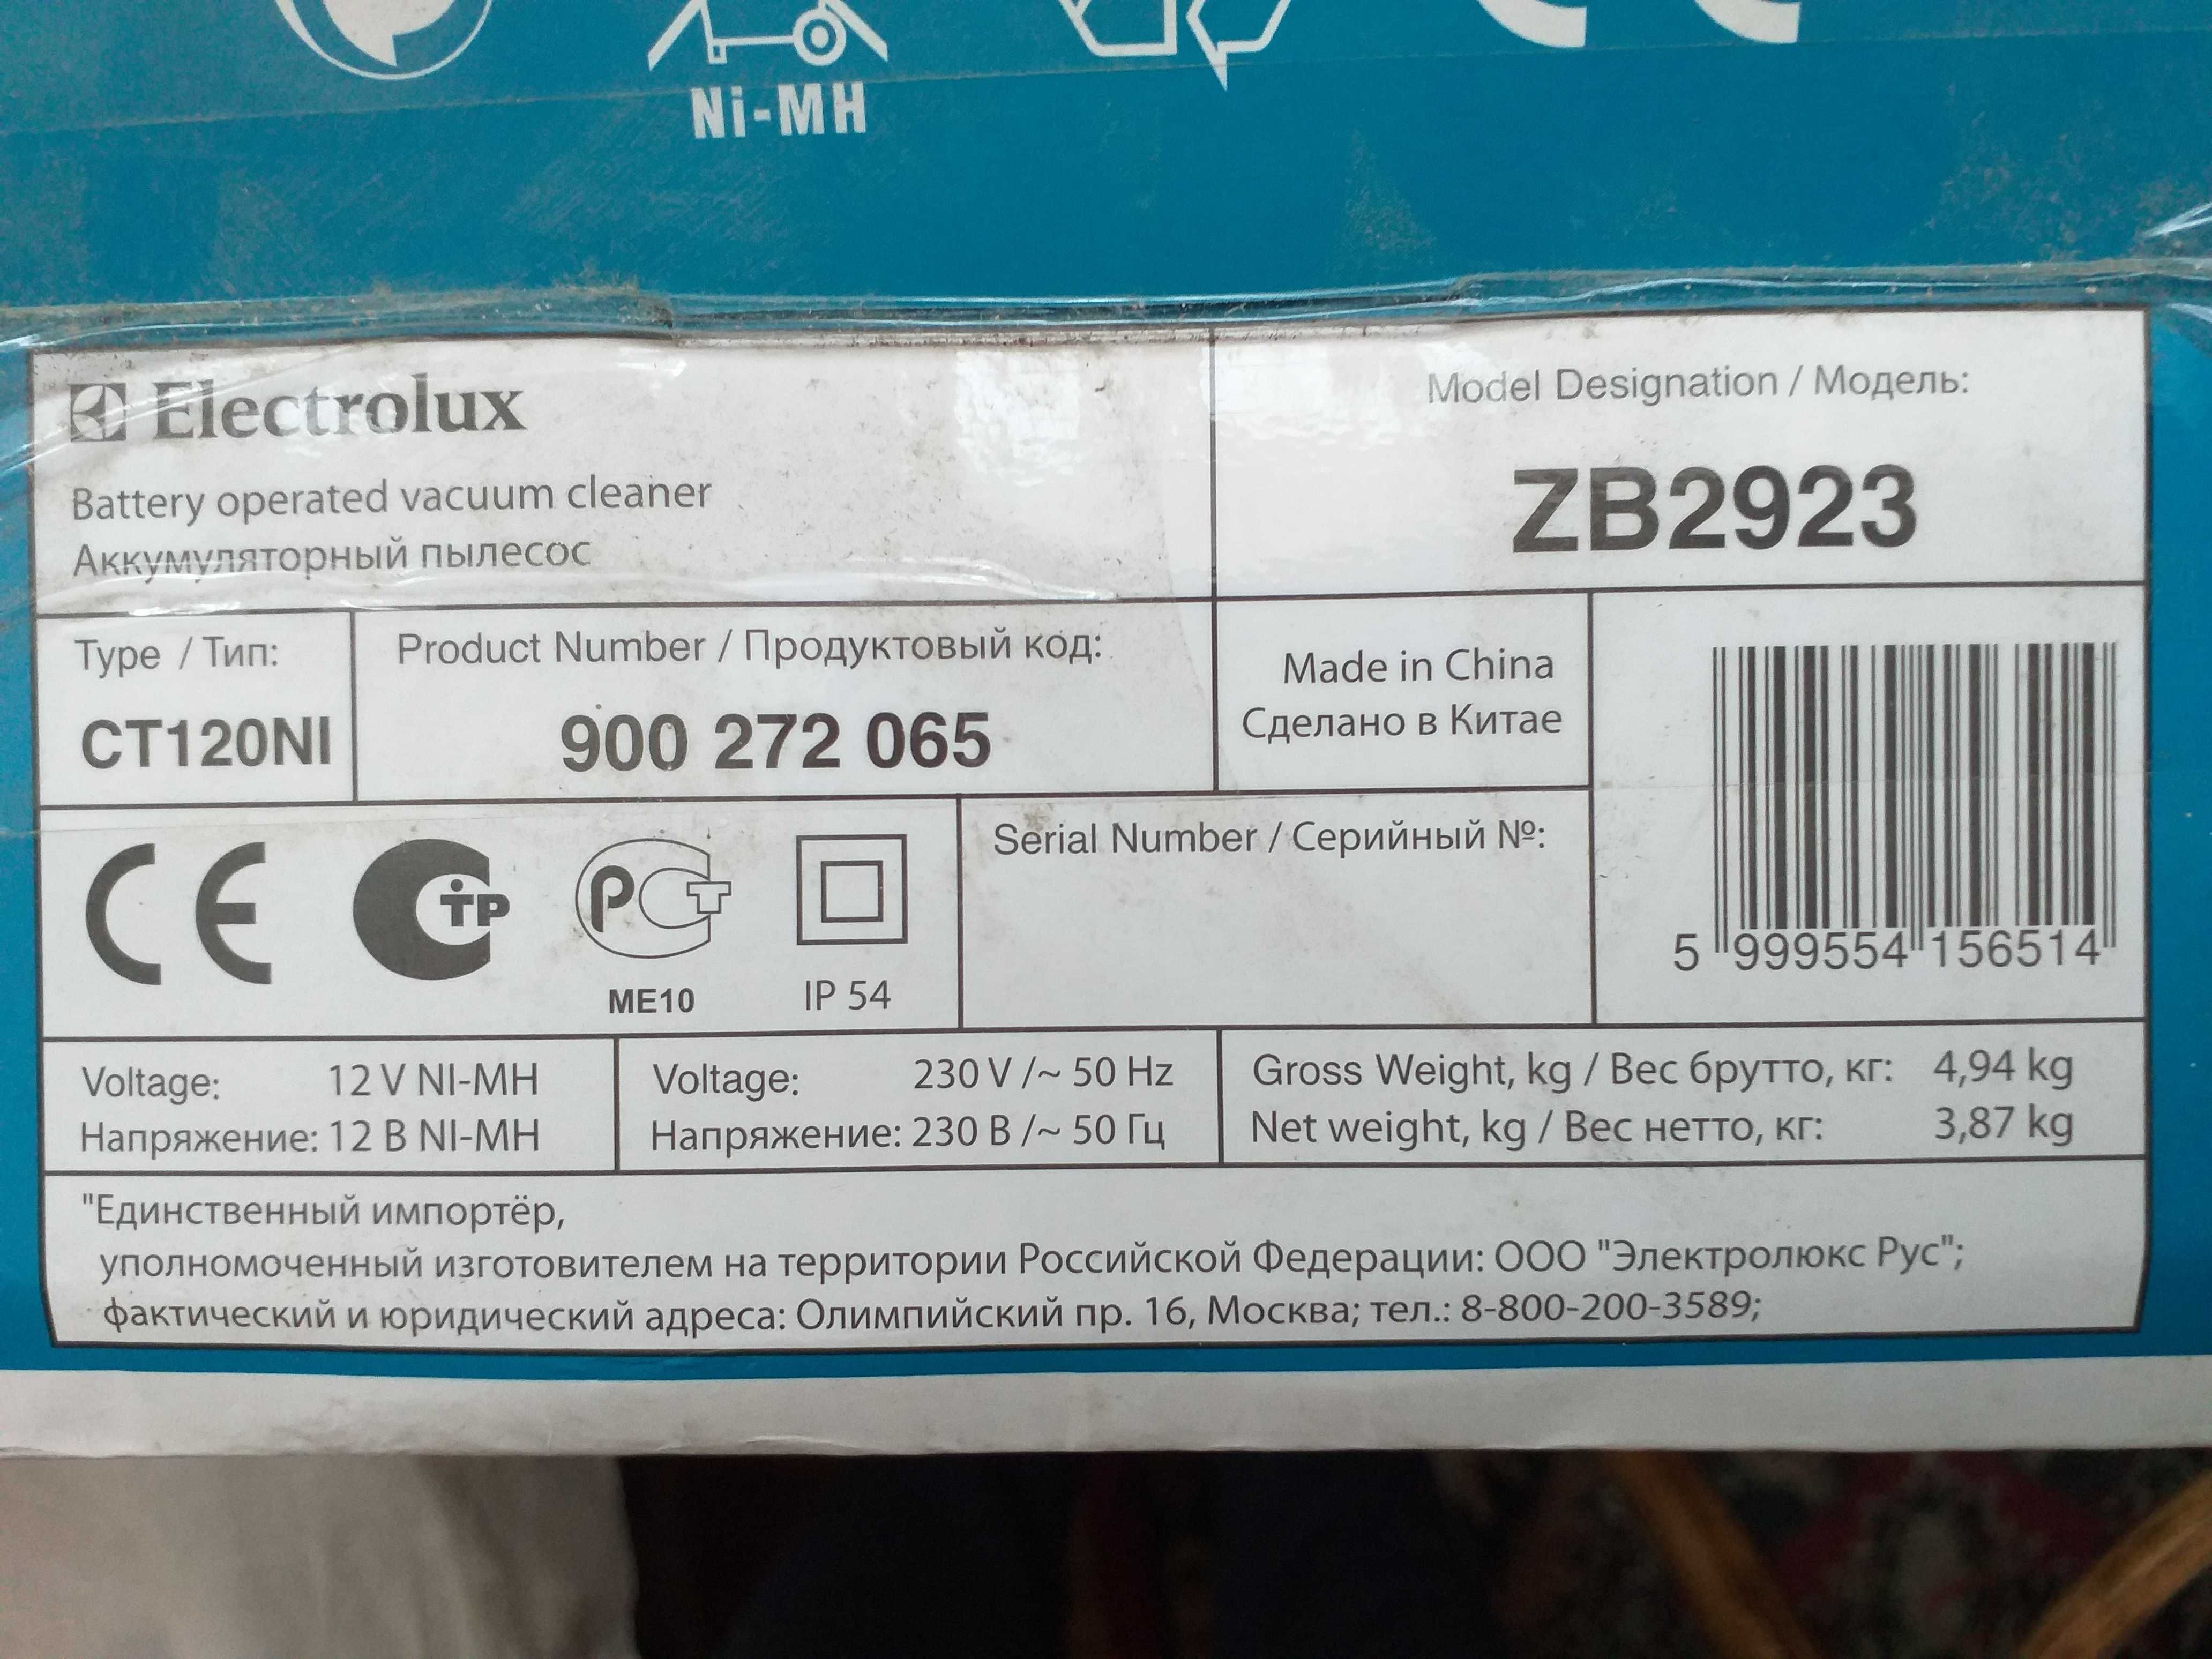 Ni-MH
Electrolux
Battery operated vacuum cleaner
Аккумуляторный пылесос
Model Designation / Модель:
ZB2923
Type / Тип:
CT120NI
Product Number / Продуктовый код:
900 272 065
Made in China
Сделано в Китае
CE
TP
РСТ
ME10
IP 54
Serial Number / Серийный №:
5 999554 156514
Voltage: 12 V NI-MH
Напряжение: 12 В NI-MH
Voltage: 230 V /~ 50 Hz
Напряжение: 230 В /~ 50 Гц
Gross Weight, kg / Вес брутто, кг: 4,94 kg
Net weight, kg / Вес нетто, кг: 3,87 kg
"Единственный импортёр,
уполномоченный изготовителем на территории Российской Федерации: ООО "Электролюкс Рус";
фактический и юридический адреса: Олимпийский пр. 16, Москва; тел.: 8-800-200-3589;